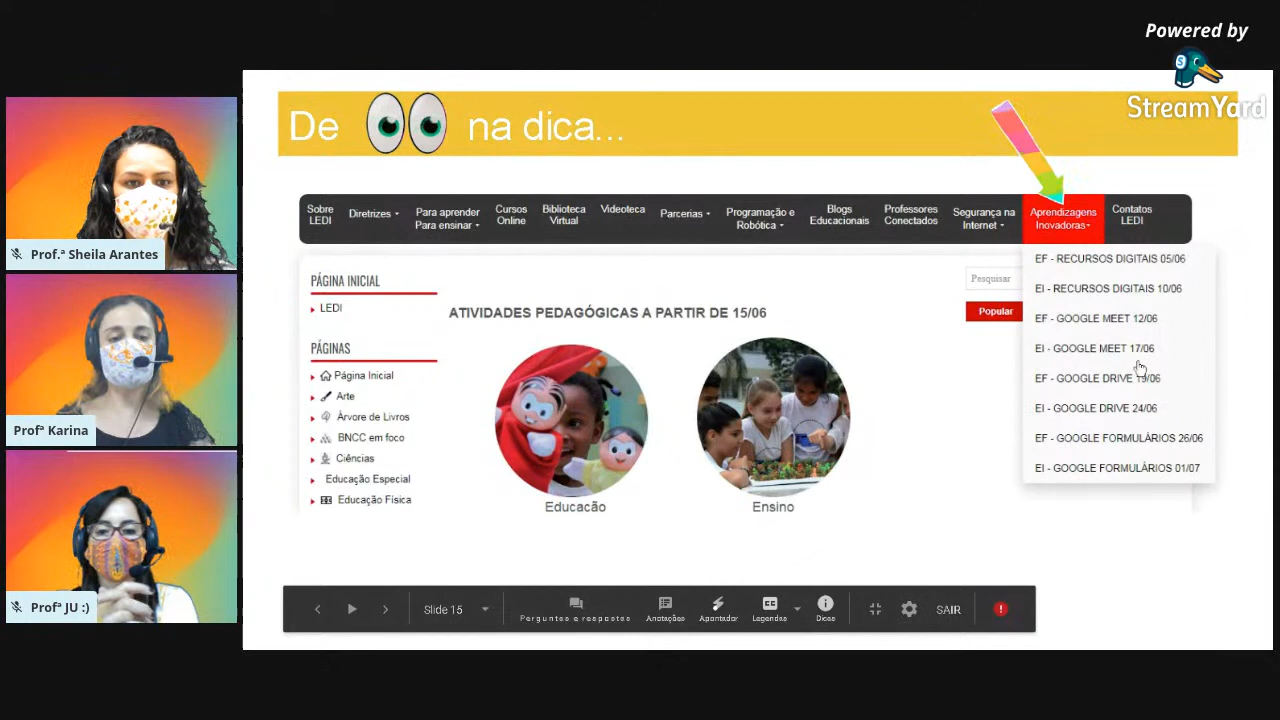 Powered by
StreamYard
De na dica...
Prof.ª Sheila Arantes
Profª Karina
Profª JU :)
Sobre LEDI
Diretrizes
Para aprender Para ensinar
Cursos Online
Biblioteca Virtual
Videoteca
Parcerias
Programação e Robótica
Blogs Educacionais
Professores Conectados
Segurança na Internet
Aprendizagens Inovadoras
Contatos LEDI
PÁGINA INICIAL
LEDI
PÁGINAS
Página Inicial
Arte
Árvore de Livros
BNCC em foco
Ciências
Educação Especial
Educação Física
ATIVIDADES PEDAGÓGICAS A PARTIR DE 15/06
Educacão
Ensino
Pesquisar
Popular
EF - RECURSOS DIGITAIS 05/06
EI - RECURSOS DIGITAIS 10/06
EF - GOOGLE MEET 12/06
EI - GOOGLE MEET 17/06
EF - GOOGLE DRIVE 19/06
EI - GOOGLE DRIVE 24/06
EF - GOOGLE FORMULÁRIOS 26/06
EI - GOOGLE FORMULÁRIOS 01/07
Slide 15
Perguntas e respostas
Anotações
Apontador
Legendas
Dicas
SAIR